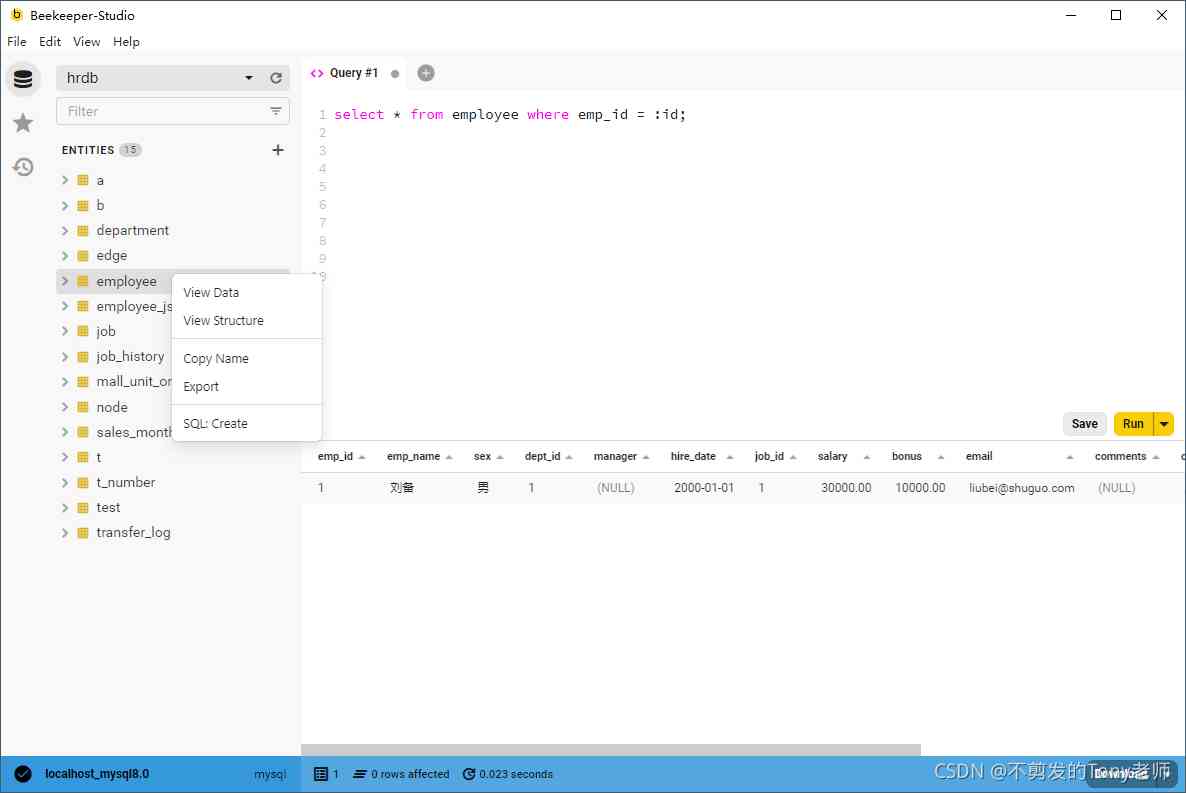 Beekeeper-Studio
File Edit View Help
hrdb
Filter
ENTITIES 15
a
b
department
edge
employee
employee_js
job
job_history
mall_unit_or
node
sales_month
t
t_number
test
transfer_log
View Data
View Structure
Copy Name
Export
SQL: Create
Query #1
1 select * from employee where emp_id = :id;
2
3
4
5
6
7
8
9
10
Save Run
emp_id emp_name sex dept_id manager hire_date job_id salary bonus email comments c
1 刘备 男 1 (NULL) 2000-01-01 1 30000.00 10000.00 liubei@shuguo.com (NULL)
localhost_mysql8.0 mysql 1 0 rows affected 0.023 seconds
Download
CSDN @不剪发的Tony老师